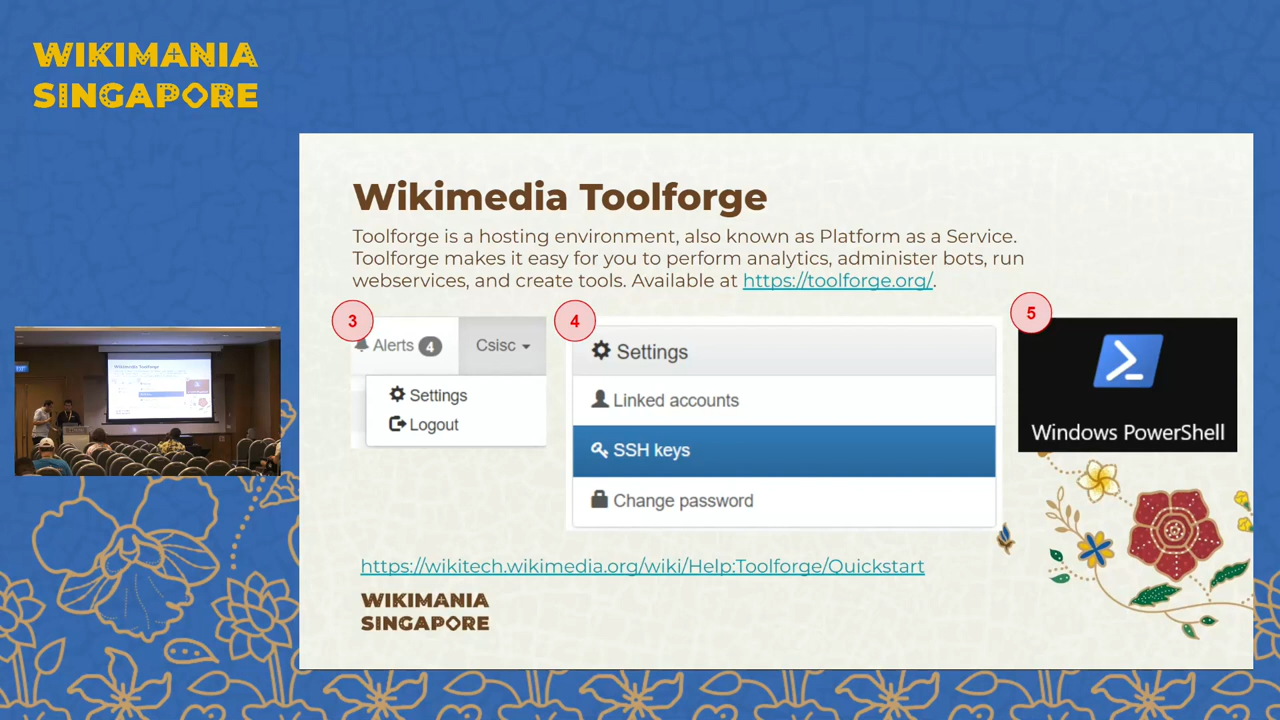 WIKIMANIA
SINGAPORE
Wikimedia Toolforge
Toolforge is a hosting environment, also known as Platform as a Service.
Toolforge makes it easy for you to perform analytics, administer bots, run
webservices, and create tools. Available at https://toolforge.org/.
3
Alerts 4
Csisc
Settings
Logout
4
Settings
Linked accounts
SSH keys
Change password
5
Windows PowerShell
https://wikitech.wikimedia.org/wiki/Help:Toolforge/Quickstart
WIKIMANIA
SINGAPORE
Wikimedia Toolforge